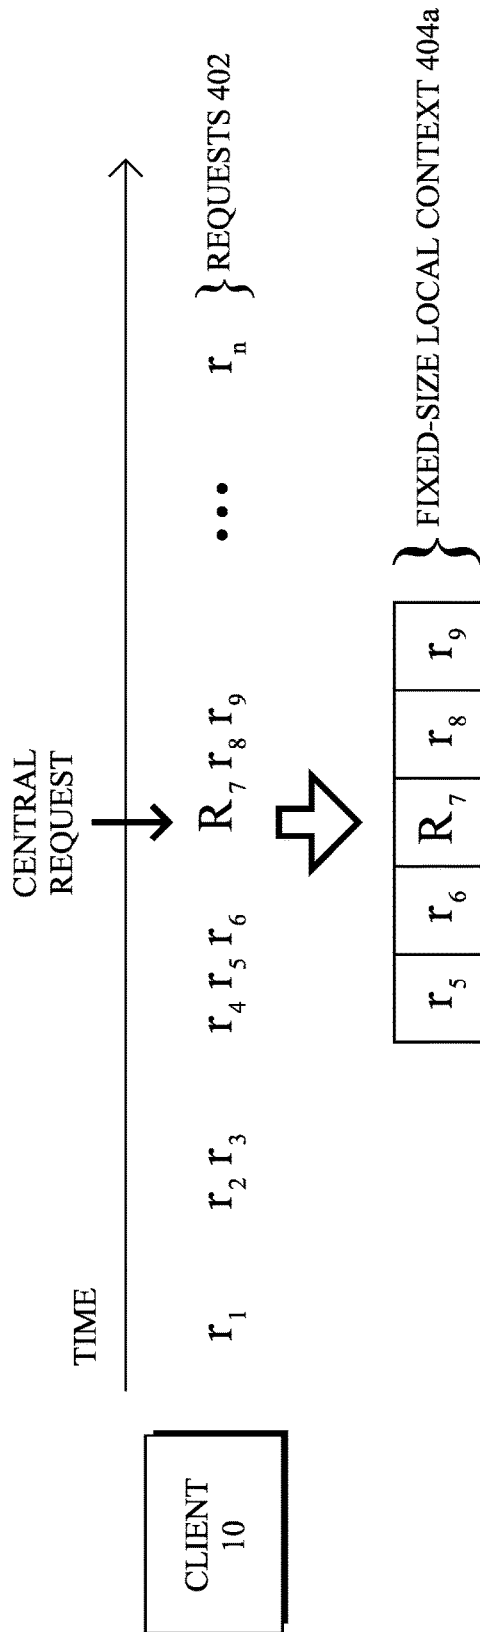 CENTRAL
REQUEST
TIME
CLIENT
10
r1 r2 r3 r4 r5 r6 R7 r8 r9 ••• rn } REQUESTS 402
r5 r6 R7 r8 r9 } FIXED-SIZE LOCAL CONTEXT 404a